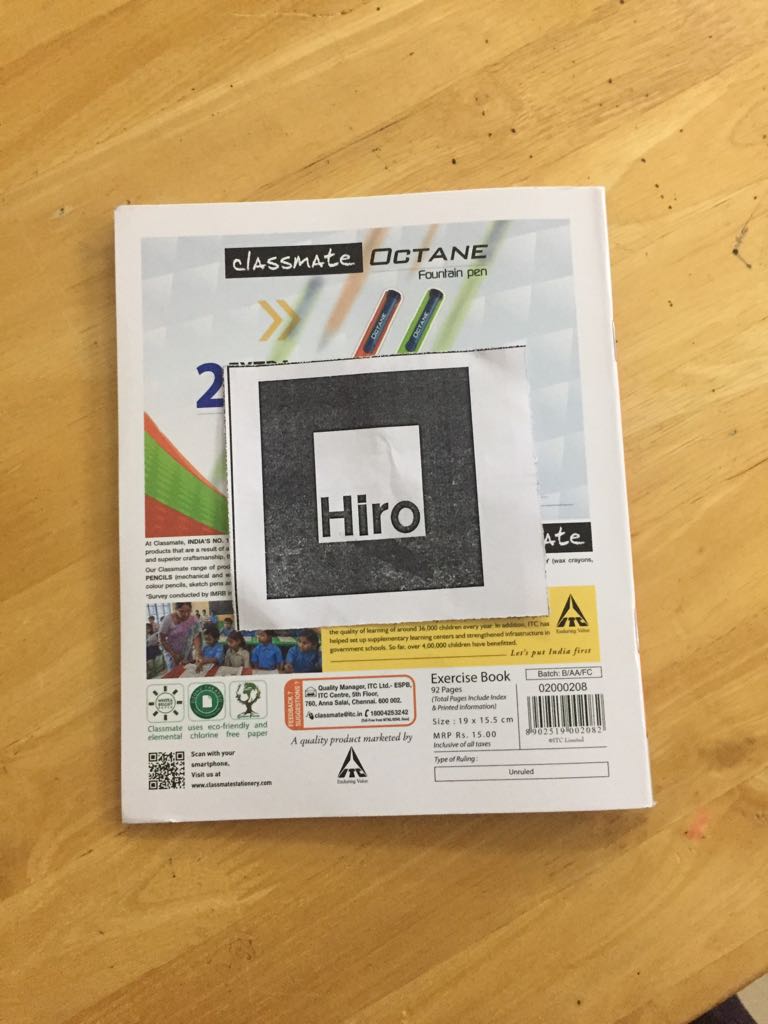 classmate OCTANE
Fountain pen
OCTANE
OCTANE
2
Hiro
At Classmate, INDIA'S NO. 1
products that are a result of a
and superior craftsmanship,
Our Classmate range of
PENCILS (mechanical and
colour pencils, sketch pens
*Survey conducted by IMRB
(wax crayons,
the quality of learning of around 36,000 children every year. In addition, ITC has
helped set up supplementary learning centers and strengthened infrastructure in
government schools. So far, over 4,00,000 children have benefitted.
Let's put India first
Enduring Value
Classmate uses eco-friendly and
elemental chlorine free paper
Scan with your
smartphone,
Visit us at
www.classmatestationery.com
FEEDBACK ?
SUGGESTIONS ?
Quality Manager, ITC Ltd.- ESPB,
ITC Centre, 5th Floor,
760, Anna Salai, Chennai. 600 002.
classmate@itc.in 18004253242
A quality product marketed by
ITC
Enduring Value
Exercise Book
92 Pages
(Total Pages Include Index
& Printed Information)
Size : 19 x 15.5 cm
MRP Rs. 15.00
Inclusive of all taxes
Batch: B/AA/FC
02000208
8 902519 002082
©ITC Limited
Type of Ruling :
Unruled